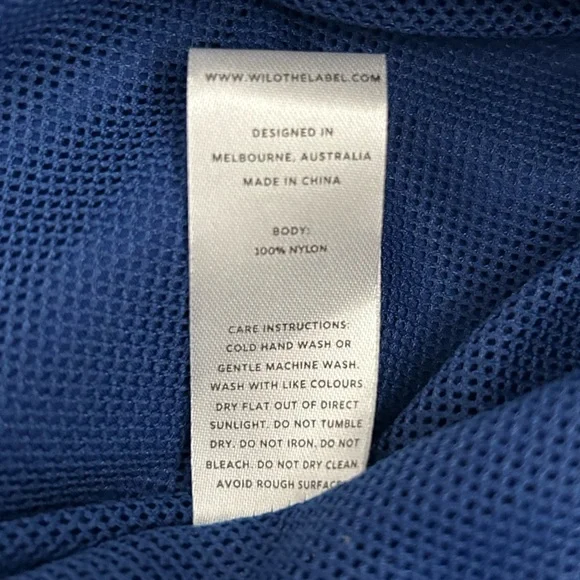 WWW.WILOTHELABEL.COM
DESIGNED IN
MELBOURNE, AUSTRALIA
MADE IN CHINA
BODY:
100% NYLON
CARE INSTRUCTIONS:
COLD HAND WASH OR
GENTLE MACHINE WASH.
WASH WITH LIKE COLOURS
DRY FLAT OUT OF DIRECT
SUNLIGHT. DO NOT TUMBLE
DRY. DO NOT IRON. DO NOT
BLEACH. DO NOT DRY CLEAN.
AVOID ROUGH